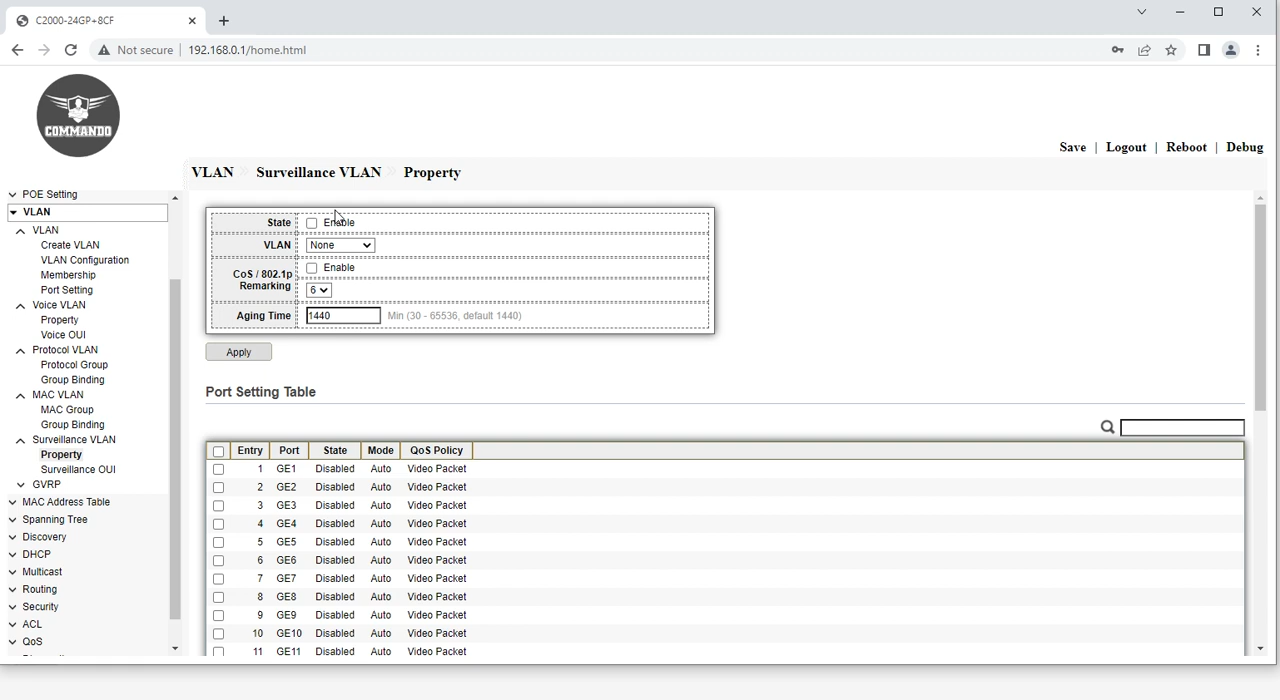 C2000-24GP+8CF
Not secure | 192.168.0.1/home.html
COMMANDO
Save | Logout | Reboot | Debug
VLAN » Surveillance VLAN » Property
POE Setting
VLAN
VLAN
Create VLAN
VLAN Configuration
Membership
Port Setting
Voice VLAN
Property
Voice OUI
Protocol VLAN
Protocol Group
Group Binding
MAC VLAN
MAC Group
Group Binding
Surveillance VLAN
Property
Surveillance OUI
GVRP
MAC Address Table
Spanning Tree
Discovery
DHCP
Multicast
Routing
Security
ACL
QoS
State Enable
VLAN None
CoS / 802.1p Remarking Enable
6
Aging Time 1440 Min (30 - 65536, default 1440)
Apply
Port Setting Table
Entry Port State Mode QoS Policy
1 GE1 Disabled Auto Video Packet
2 GE2 Disabled Auto Video Packet
3 GE3 Disabled Auto Video Packet
4 GE4 Disabled Auto Video Packet
5 GE5 Disabled Auto Video Packet
6 GE6 Disabled Auto Video Packet
7 GE7 Disabled Auto Video Packet
8 GE8 Disabled Auto Video Packet
9 GE9 Disabled Auto Video Packet
10 GE10 Disabled Auto Video Packet
11 GE11 Disabled Auto Video Packet